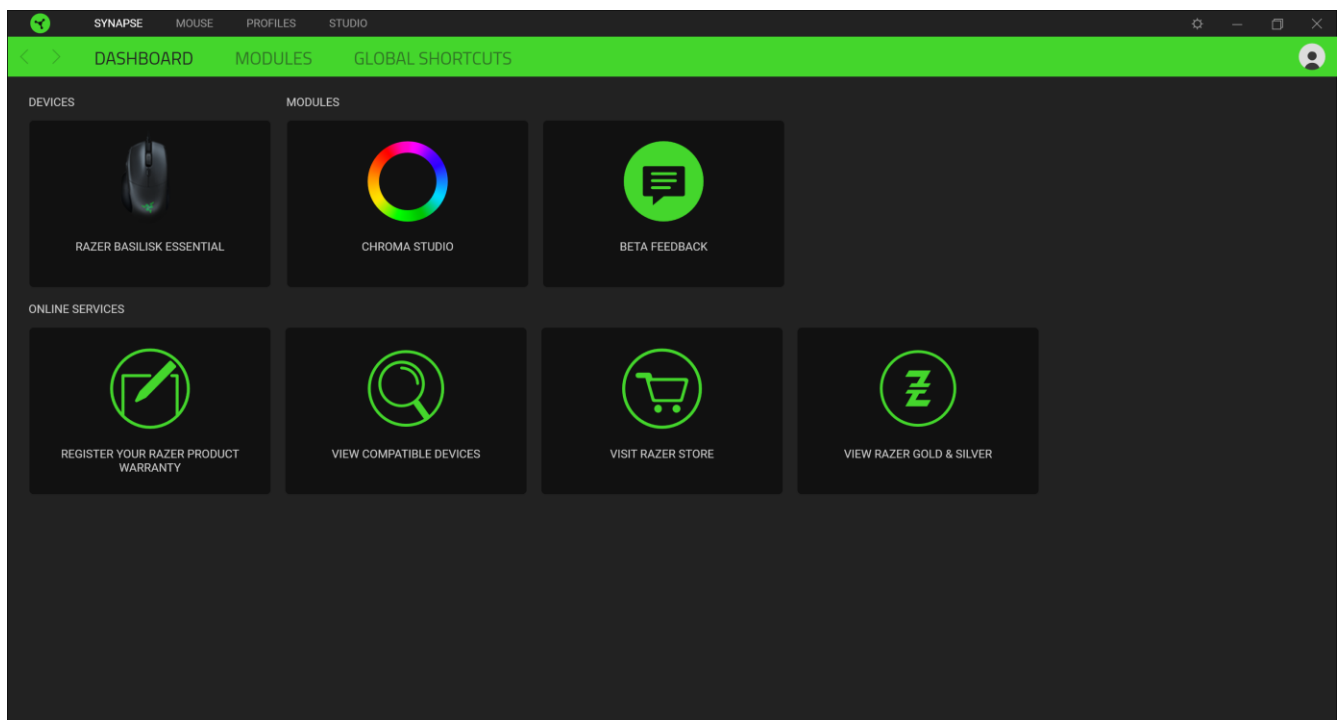 SYNAPSE MOUSE PROFILES STUDIO
DASHBOARD MODULES GLOBAL SHORTCUTS
DEVICES MODULES
RAZER BASILISK ESSENTIAL
CHROMA STUDIO
BETA FEEDBACK
ONLINE SERVICES
REGISTER YOUR RAZER PRODUCT
WARRANTY
VIEW COMPATIBLE DEVICES
VISIT RAZER STORE
VIEW RAZER GOLD & SILVER